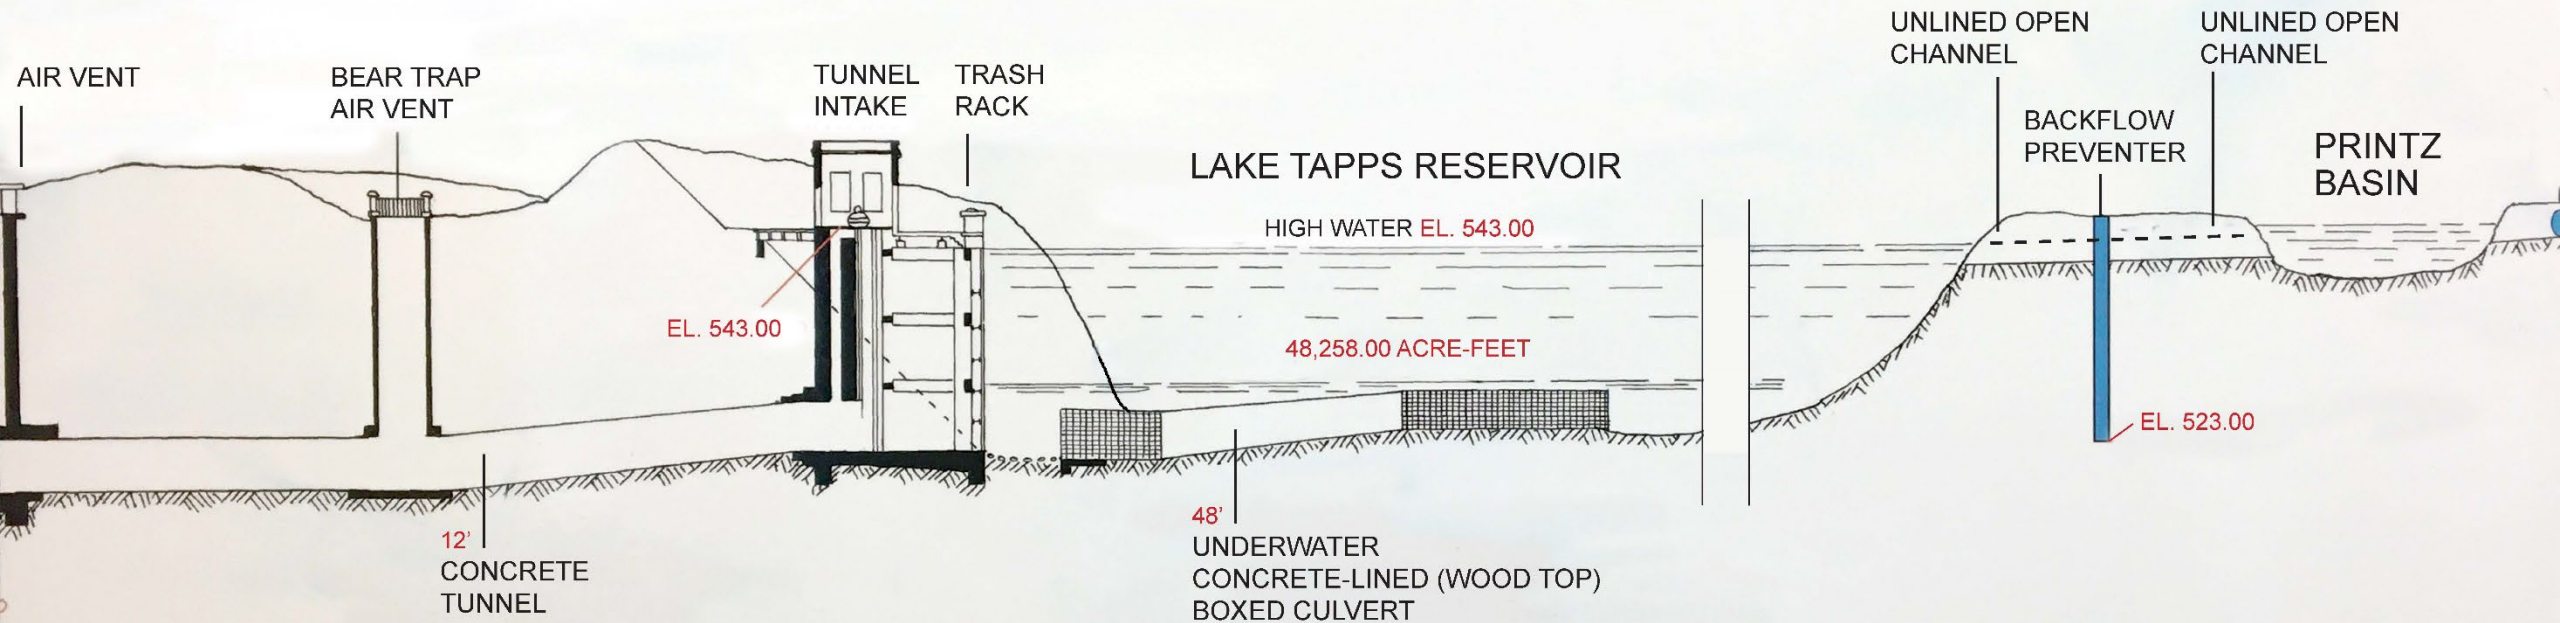 AIR VENT
BEAR TRAP
AIR VENT
TUNNEL
INTAKE
TRASH
RACK
LAKE TAPPS RESERVOIR
HIGH WATER EL. 543.00
EL. 543.00
48,258.00 ACRE-FEET
UNLINED OPEN
CHANNEL
BACKFLOW
PREVENTER
UNLINED OPEN
CHANNEL
PRINTZ
BASIN
EL. 523.00
12'
CONCRETE
TUNNEL
48'
UNDERWATER
CONCRETE-LINED (WOOD TOP)
BOXED CULVERT